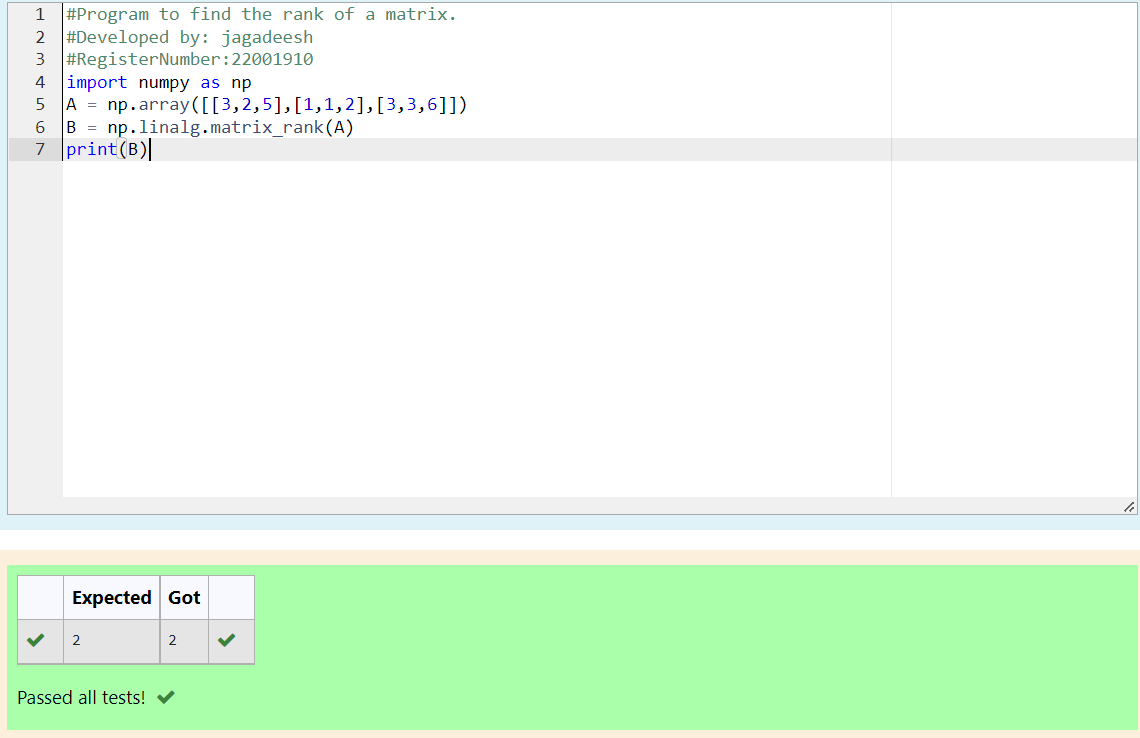 1 #Program to find the rank of a matrix.
2 #Developed by: jagadeesh
3 #RegisterNumber:22001910
4 import numpy as np
5 A = np.array([[3,2,5],[1,1,2],[3,3,6]])
6 B = np.linalg.matrix_rank(A)
7 print(B)
Expected Got
2 2
Passed all tests!